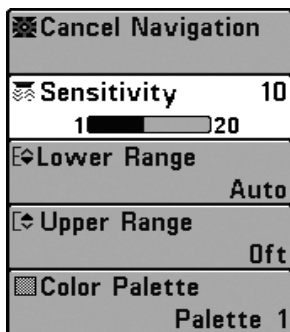 Cancel Navigation
Sensitivity 10
1 20
Lower Range
Auto
Upper Range
0ft
Color Palette
Palette 1